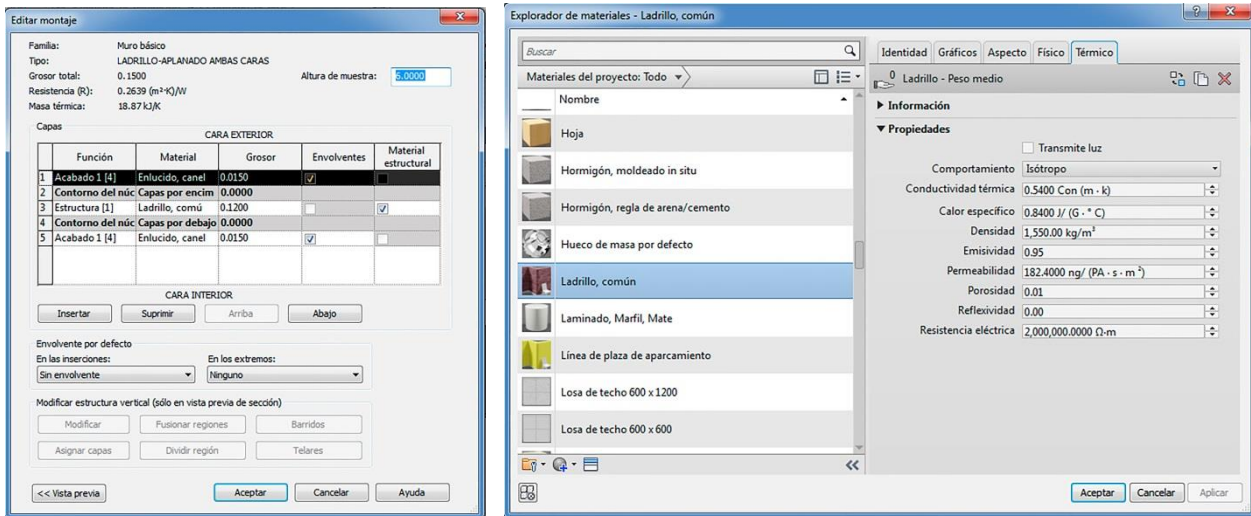 Editar montaje
Familia: Muro básico
Tipo: LADRILLO-APLANADO AMBAS CARAS
Grosor total: 0.1500 Altura de muestra: 6.0000
Resistencia (R): 0.2639 (m²·K)/W
Masa térmica: 18.87 kJ/K
Capas
CARA EXTERIOR
Función Material Grosor Envolventes Material estructural
1 Acabado 1 [4] Enlucido, canel 0.0150
2 Contorno del núc Capas por encim 0.0000
3 Estructura [1] Ladrillo, comú 0.1200
4 Contorno del núc Capas por debajo 0.0000
5 Acabado 1 [4] Enlucido, canel 0.0150
CARA INTERIOR
Insertar Suprimir Arriba Abajo
Envolvente por defecto
En las inserciones: En los extremos:
Sin envolvente Ninguno
Modificar estructura vertical (sólo en vista previa de sección)
Modificar Fusionar regiones Barridos
Asignar capas Dividir región Telares
<< Vista previa Aceptar Cancelar Ayuda
Explorador de materiales - Ladrillo, común
Buscar
Materiales del proyecto: Todo
Nombre
Hoja
Hormigón, moldeado in situ
Hormigón, regla de arena/cemento
Hueco de masa por defecto
Ladrillo, común
Laminado, Marfil, Mate
Línea de plaza de aparcamiento
Losa de techo 600 x 1200
Losa de techo 600 x 600
Identidad Gráficos Aspecto Físico Térmico
0 Ladrillo - Peso medio
Información
Propiedades
Transmite luz
Comportamiento Isótropo
Conductividad térmica 0.5400 Con (m · k)
Calor específico 0.8400 J/ (G · ° C)
Densidad 1,550.00 kg/m³
Emisividad 0.95
Permeabilidad 182.4000 ng/ (PA · s · m ²)
Porosidad 0.01
Reflexividad 0.00
Resistencia eléctrica 2,000,000.0000 Ω·m
Aceptar Cancelar Aplicar